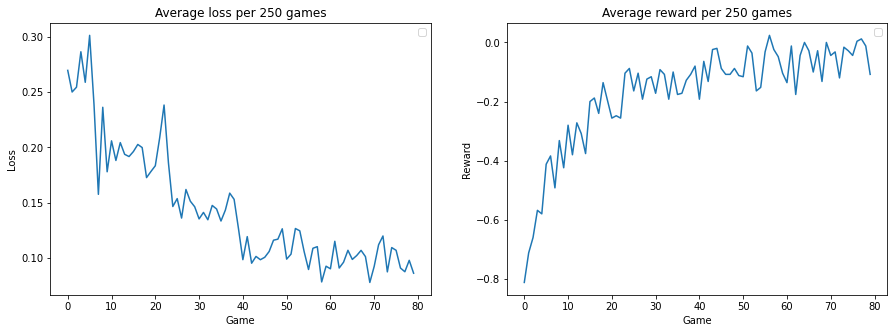 Average loss per 250 games
Loss
0.30
0.25
0.20
0.15
0.10
0 10 20 30 40 50 60 70 80
Game
Average reward per 250 games
Reward
0.0
−0.2
−0.4
−0.6
−0.8
0 10 20 30 40 50 60 70 80
Game